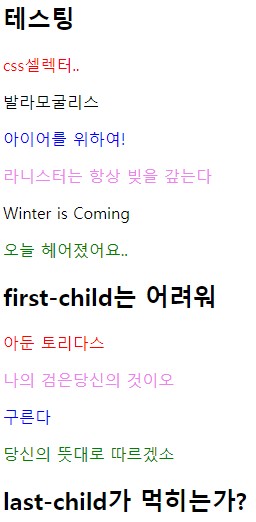 테스팅
css셀렉터..
발라모굴리스
아이어를 위하여!
라니스터는 항상 빚을 갚는다
Winter is Coming
오늘 헤어졌어요..
first-child는 어려워
아둔 토리다스
나의 검은당신의 것이오
구른다
당신의 뜻대로 따르겠소
last-child가 먹히는가?